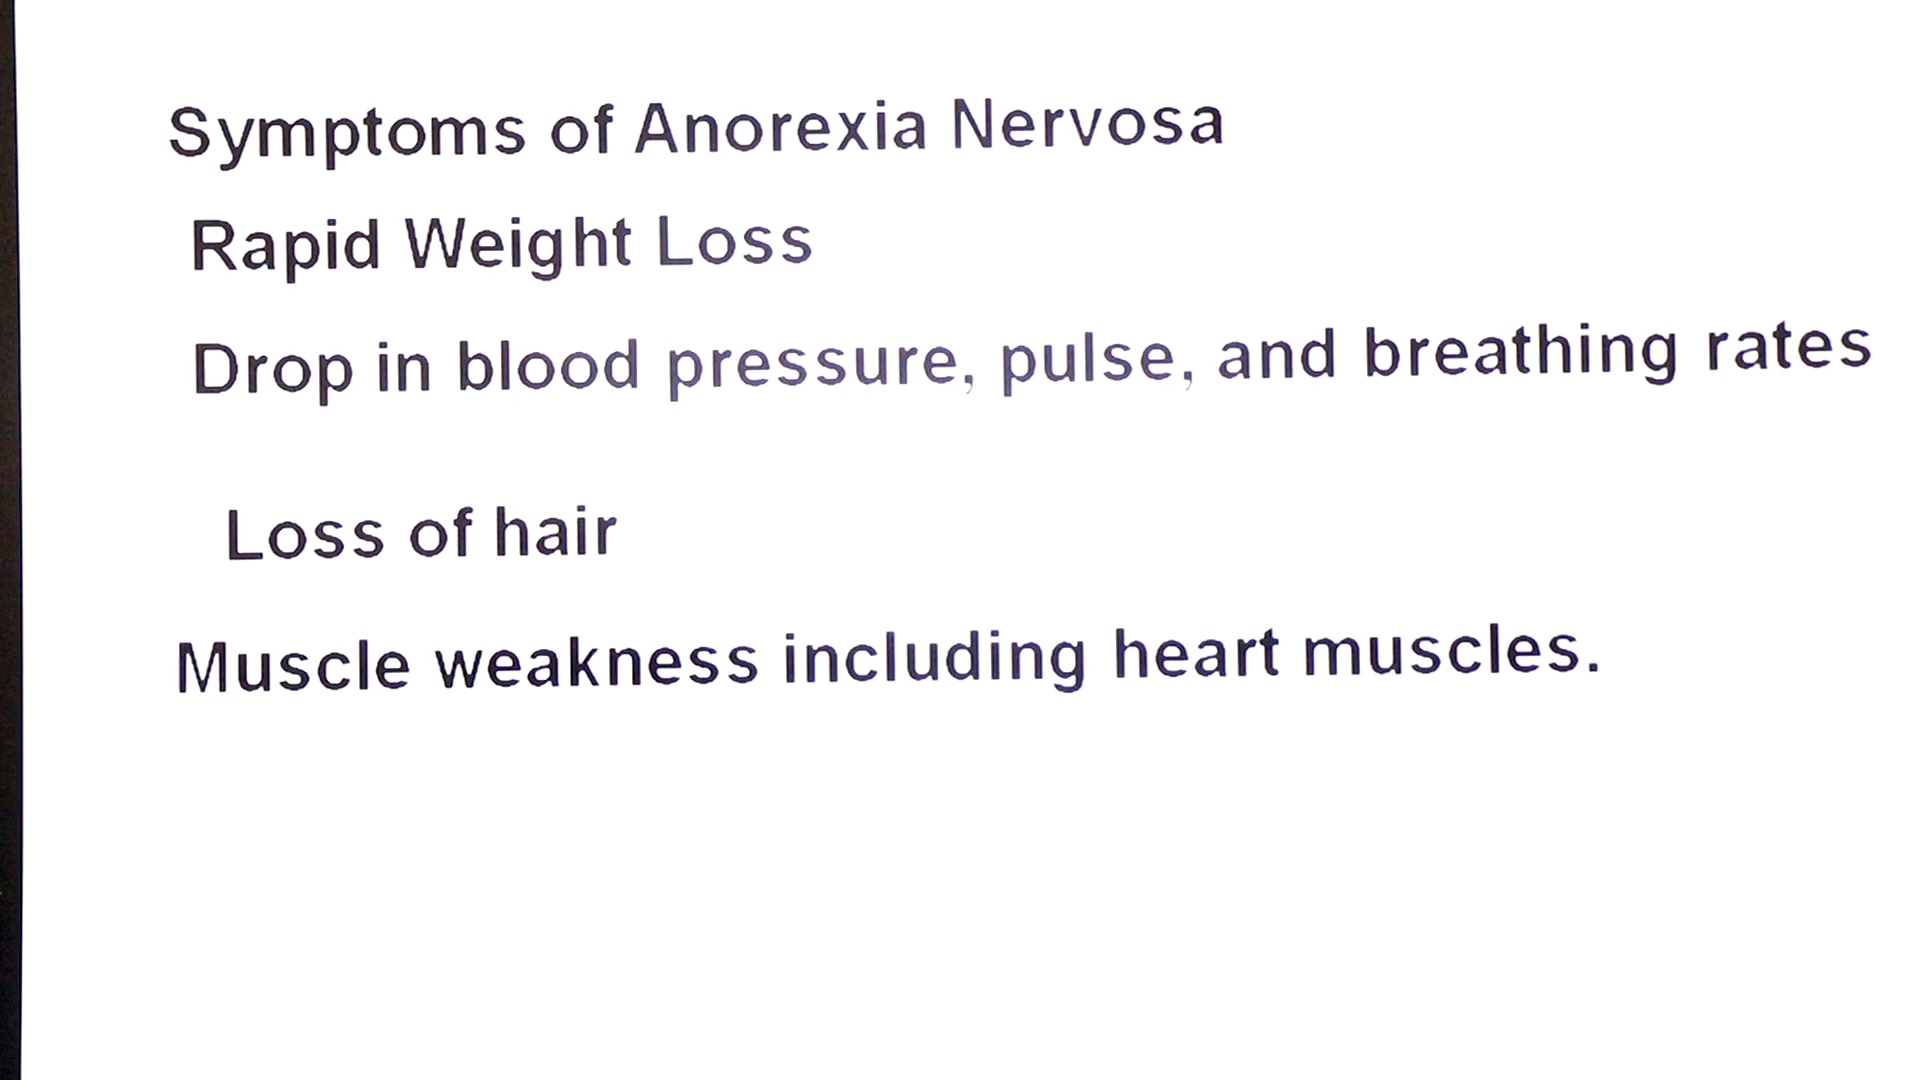 Symptoms of Anorexia Nervosa
Rapid Weight Loss
Drop in blood pressure, pulse, and breathing rates
Loss of hair
Muscle weakness including heart muscles.